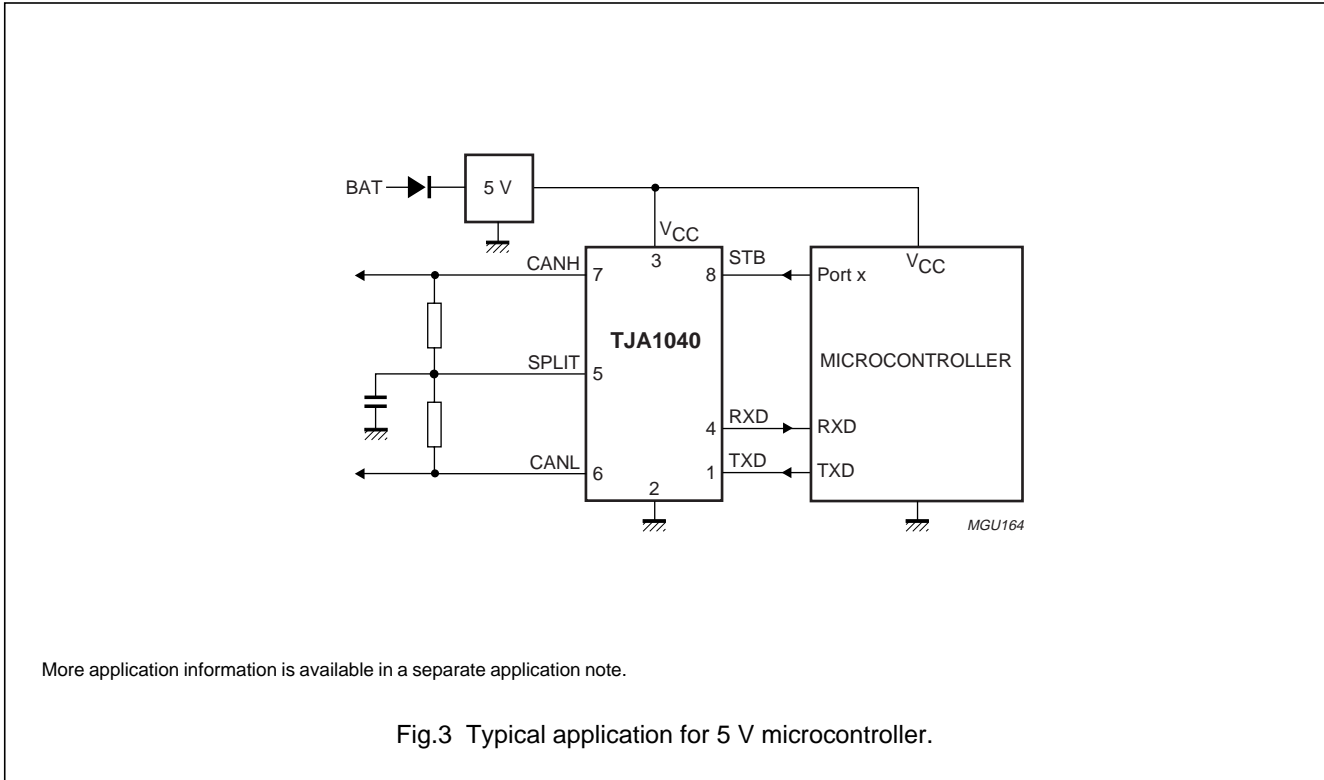 BAT
5 V
VCC
CANH
7
3
8
STB
Port x
VCC
TJA1040
MICROCONTROLLER
SPLIT
5
4
RXD
RXD
CANL
6
1
TXD
TXD
2
MGU164
More application information is available in a separate application note.
Fig.3 Typical application for 5 V microcontroller.